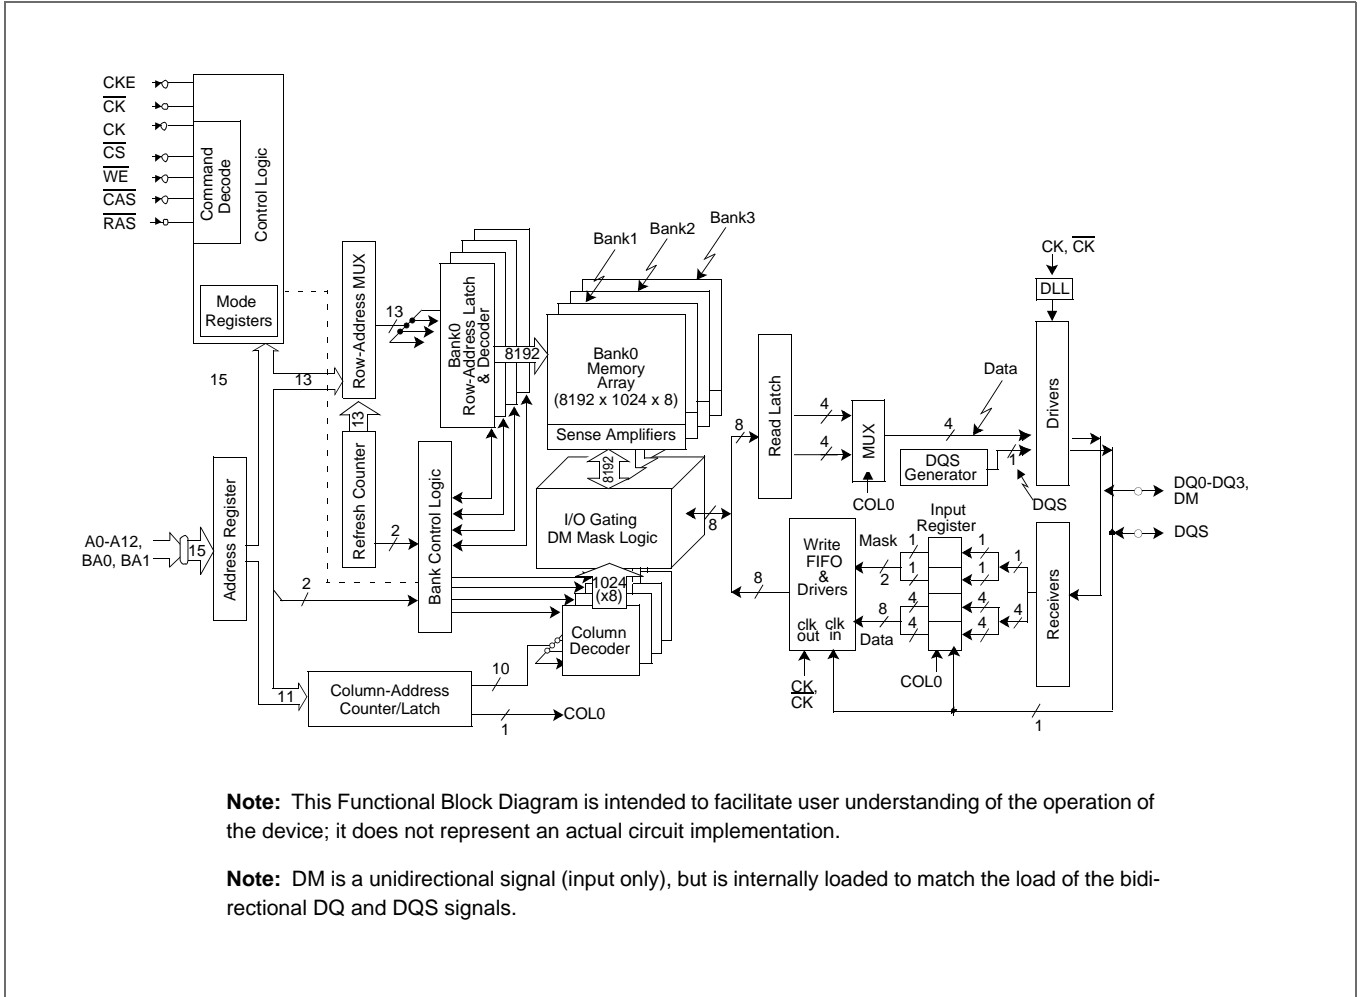 CKE
CK
CK
CS
WE
CAS
RAS
Command
Decode
Control Logic
Mode
Registers
15
13
Row-Address MUX
13
Refresh Counter
13
2
Bank0
Row-Address Latch
& Decoder
8192
Bank1
Bank2
Bank3
Bank0
Memory
Array
(8192 x 1024 x 8)
Sense Amplifiers
8192
I/O Gating
DM Mask Logic
Bank Control Logic
A0-A12,
BA0, BA1
15
Address Register
2
11
Column-Address
Counter/Latch
10
1
COL0
1024
(x8)
Column
Decoder
8
8
8
Read Latch
4
4
MUX
COL0
4
Data
DQS
Generator
1
DQS
CK, CK
DLL
Drivers
DQ0-DQ3,
DM
DQS
Input
Register
Write
FIFO
&
Drivers
clk
out
clk
in
Mask
2
8
Data
1
1
4
4
1
1
4
4
1
4
Receivers
CK,
CK
COL0
1
Note: This Functional Block Diagram is intended to facilitate user understanding of the operation of
the device; it does not represent an actual circuit implementation.
Note: DM is a unidirectional signal (input only), but is internally loaded to match the load of the bidi-
rectional DQ and DQS signals.